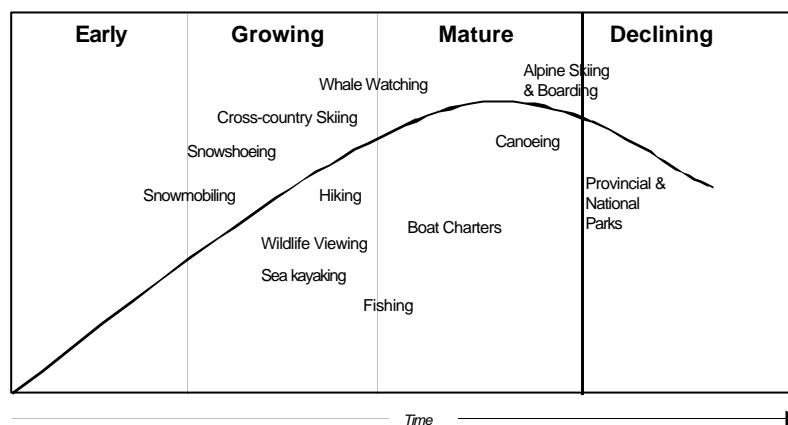 Early
Growing
Mature
Declining
Whale Watching
Alpine Skiing
& Boarding
Cross-country Skiing
Canoeing
Snowshoeing
Snowmobiling
Hiking
Provincial &
National
Parks
Boat Charters
Wildlife Viewing
Sea kayaking
Fishing
Time